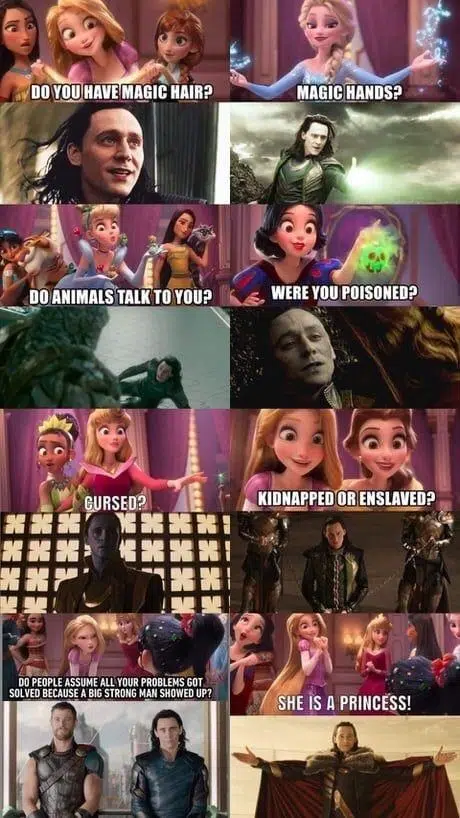 DO YOU HAVE MAGIC HAIR?
MAGIC HANDS?
DO ANIMALS TALK TO YOU?
WERE YOU POISONED?
CURSED?
KIDNAPPED OR ENSLAVED?
DO PEOPLE ASSUME ALL YOUR PROBLEMS GOT
SOLVED BECAUSE A BIG STRONG MAN SHOWED UP?
SHE IS A PRINCESS!